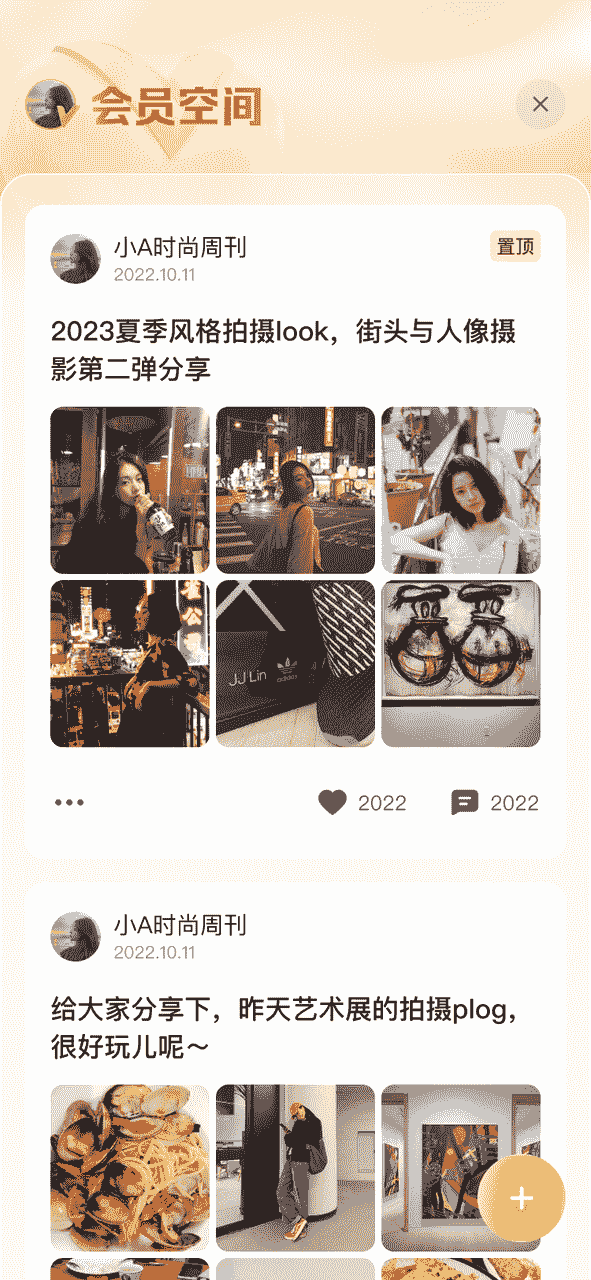 会员空间
小A时尚周刊
置顶
2022.10.11
2023夏季风格拍摄look，街头与人像摄
影第二弹分享
JJ Lin
adidas
2022
2022
小A时尚周刊
2022.10.11
给大家分享下，昨天艺术展的拍摄plog，
很好玩儿呢～